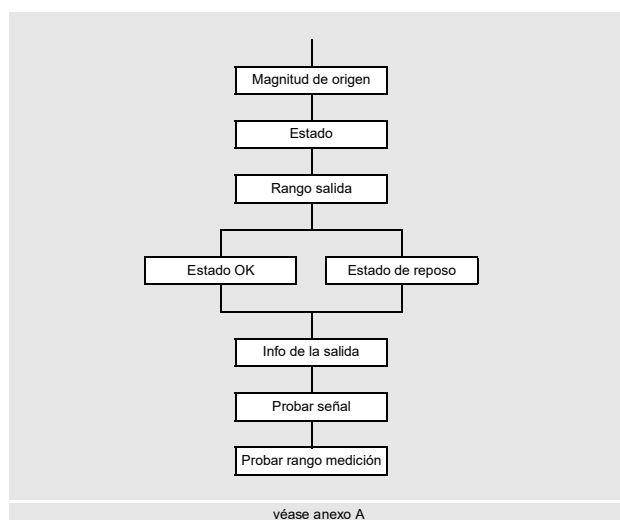 Magnitud de origen
Estado
Rango salida
Estado OK
Estado de reposo
Info de la salida
Probar señal
Probar rango medición
véase anexo A